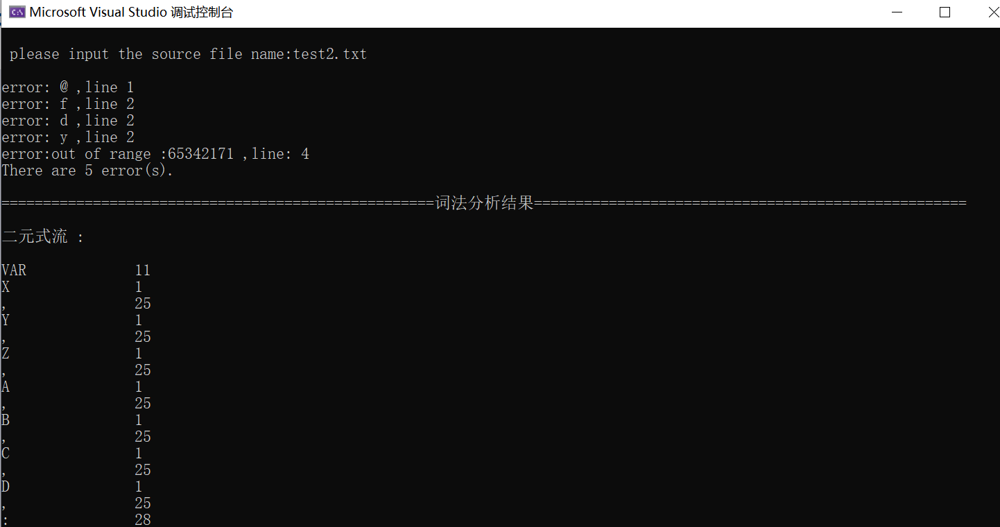 Microsoft Visual Studio 调试控制台
please input the source file name:test2.txt
error: @ ,line 1
error: f ,line 2
error: d ,line 2
error: y ,line 2
error:out of range :65342171 ,line: 4
There are 5 error(s).
====================================================词法分析结果====================================================
二元式流 :
VAR 11
X 1
, 25
Y 1
, 25
Z 1
, 25
A 1
, 25
B 1
, 25
C 1
, 25
D 1
, 25
: 28